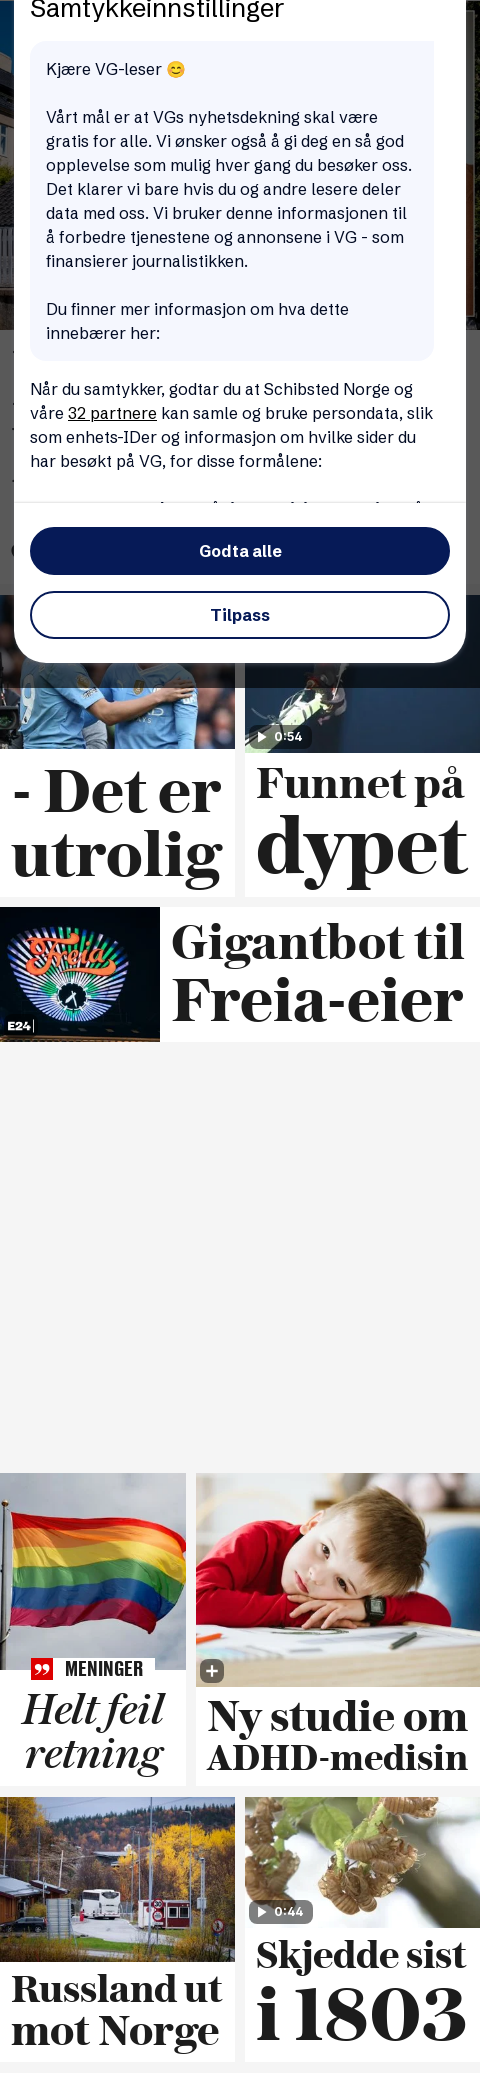 Samtykkeinnstillinger
Kjære VG-leser 😊
Vårt mål er at VGs nyhetsdekning skal være
gratis for alle. Vi ønsker også å gi deg en så god
opplevelse som mulig hver gang du besøker oss.
Det klarer vi bare hvis du og andre lesere deler
data med oss. Vi bruker denne informasjonen til
å forbedre tjenestene og annonsene i VG - som
finansierer journalistikken.
Du finner mer informasjon om hva dette
innebærer her:
Når du samtykker, godtar du at Schibsted Norge og
våre 32 partnere kan samle og bruke persondata, slik
som enhets-IDer og informasjon om hvilke sider du
har besøkt på VG, for disse formålene:
Godta alle
Tilpass
9
0:54
- Det er
utrolig
Funnet på
dypet
Freia
E24
Gigantbot til
Freia-eier
MENINGER
Helt feil
retning
Ny studie om
ADHD-medisin
0:44
Russland ut
mot Norge
Skjedde sist
i 1803